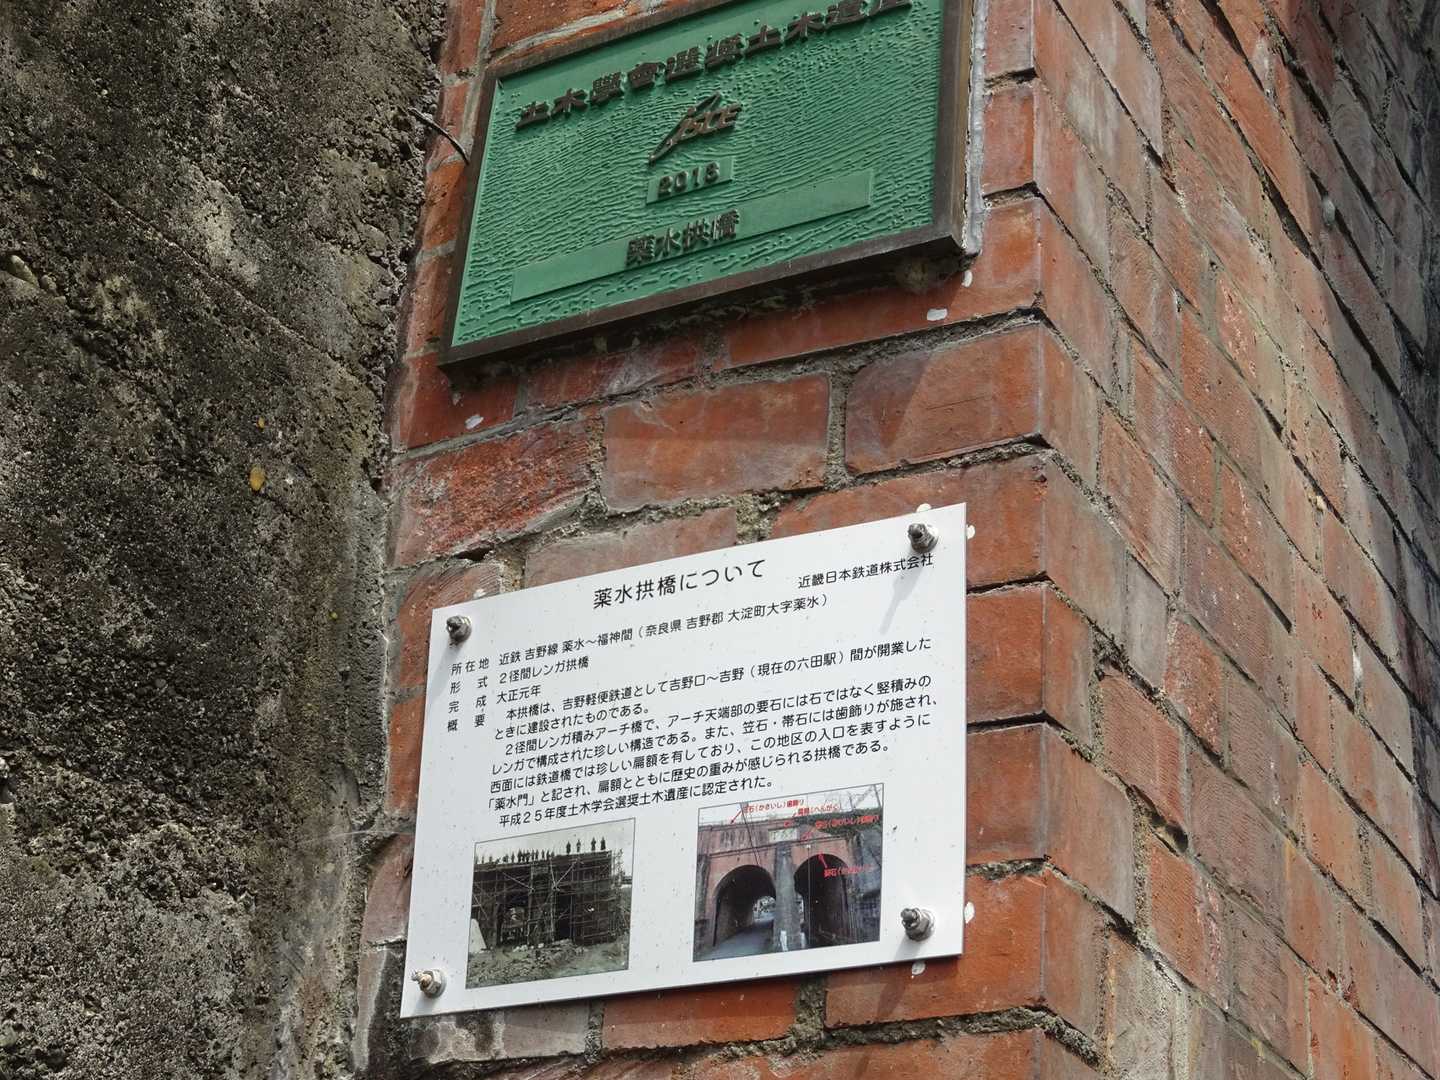 土木學會選奨土木遺産
JSCE
2013
薬水拱橋
薬水拱橋について
近畿日本鉄道株式会社
所在地 近鉄 吉野線 薬水～福神間（奈良県 吉野郡 大淀町大字薬水）
形式 2径間レンガ拱橋
完成 大正元年
概要 本拱橋は、吉野軽便鉄道として吉野口～吉野（現在の六田駅）間が開業した
ときに建設されたものである。
2径間レンガ積みアーチ橋で、アーチ天端部の要石には石ではなく竪積みの
レンガで構成された珍しい構造である。また、笠石・帯石には歯飾りが施され、
西面には鉄道橋では珍しい扁額を有しており、この地区の入口を表すように
「薬水門」と記され、扁額とともに歴史の重みが感じられる拱橋である。
平成25年度土木学会選奨土木遺産に認定された。